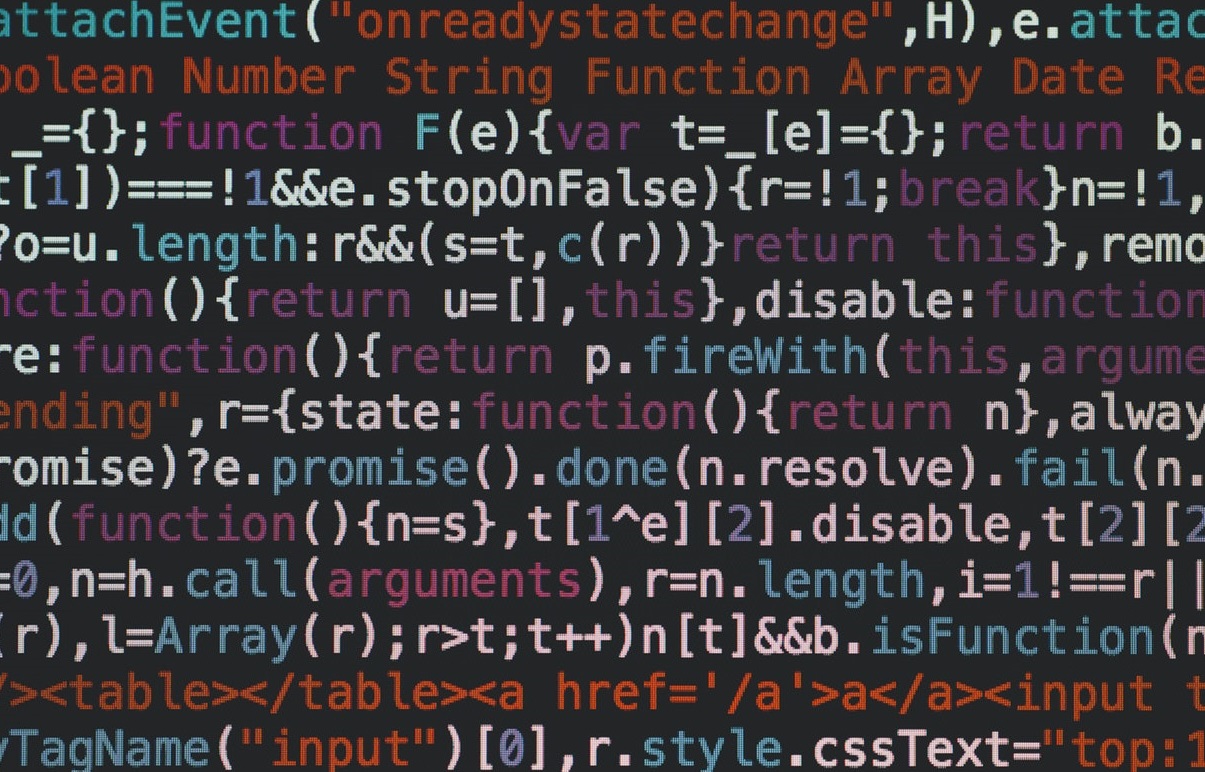 attachEvent("onreadystatechange",H),e.attac
oolean Number String Function Array Date Re
_={};function F(e){var t=_[e]={};return b.
t[1])===!1&&e.stopOnFalse){r=!1;break}n=!1,
?o=u.length:r&&(s=t,c(r))}return this},remo
nction(){return u=[],this},disable:function
re:function(){return p.fireWith(this,argume
ending",r={state:function(){return n},alway
romise)?e.promise().done(n.resolve).fail(n.
dd(function(){n=s},t[1^e][2].disable,t[2][2
=0,n=h.call(arguments),r=n.length,i=1!==r||
(r),l=Array(r);r>t;t++)n[t]&&b.isFunction(n
/><table></table><a href='/a'>a</a><input t
yTagName("input")[0],r.style.cssText="top:1